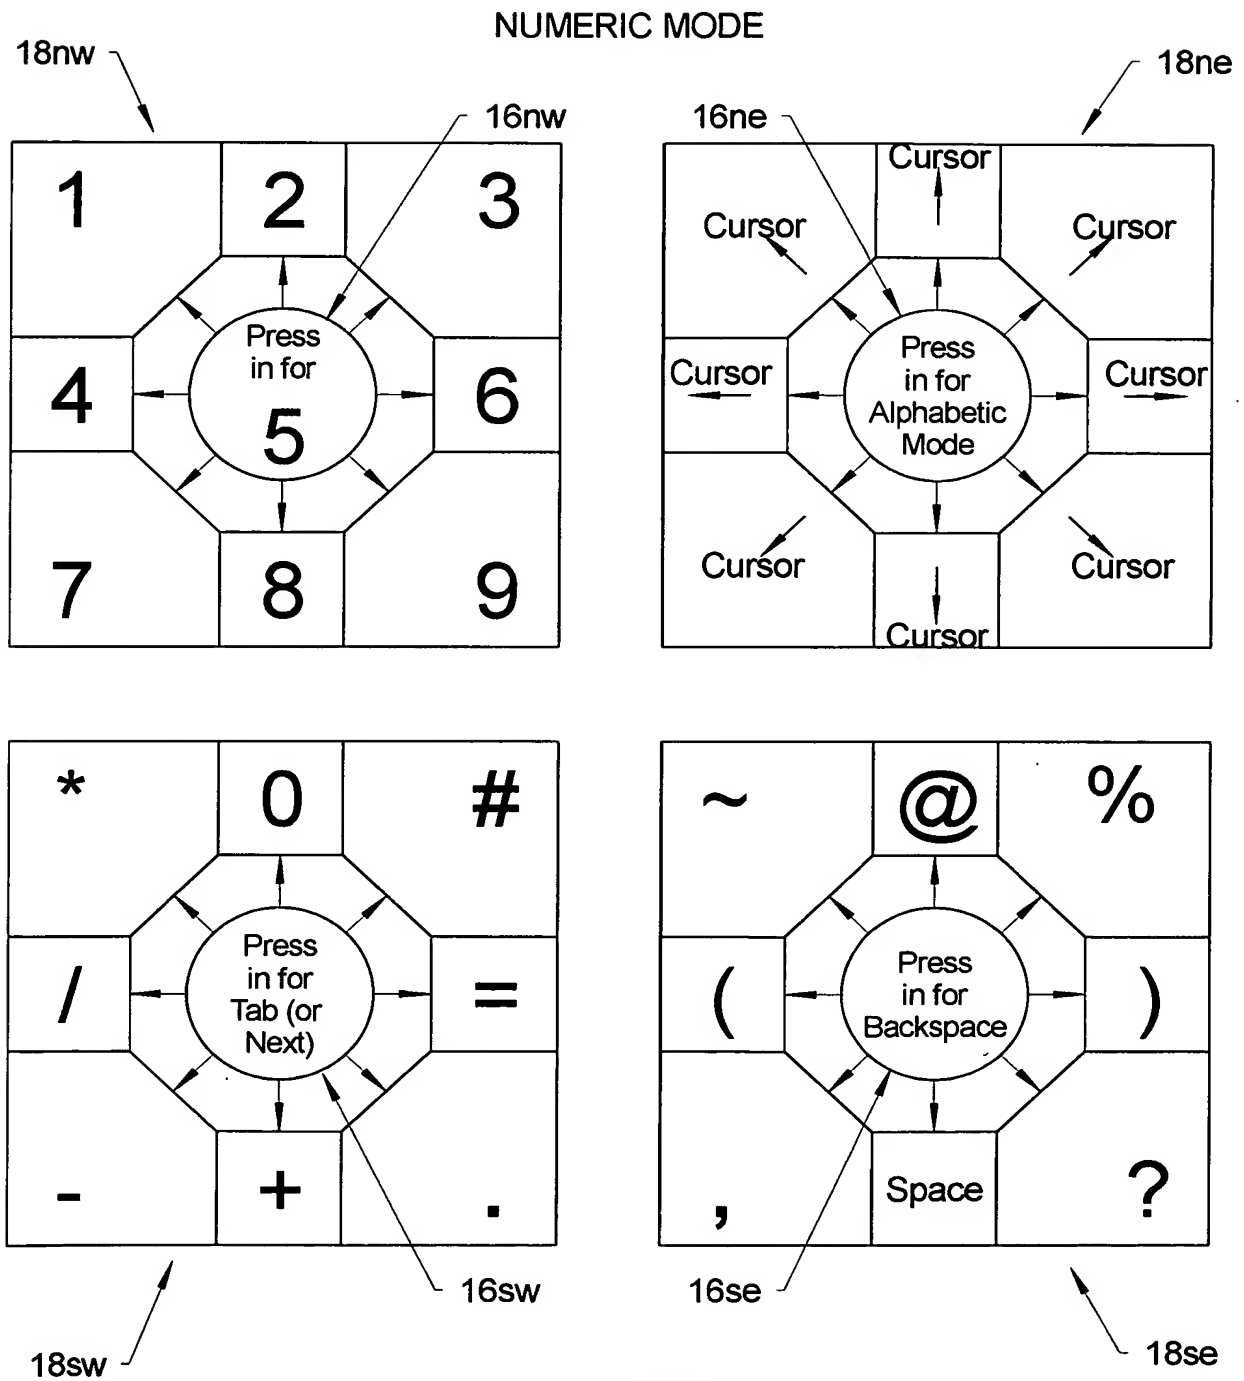 NUMERIC MODE
18nw
18ne
16nw
16ne
1 2 3
Press
in for
4 5 6
7 8 9
Cursor
Cursor Cursor
Cursor Cursor
Press
in for
Alphabetic
Mode
Cursor Cursor
Cursor
* 0 #
Press
in for
Tab (or
Next)
/ =
- + .
~ @ %
Press
in for
Backspace
( )
, Space ?
16sw
16se
18sw
18se